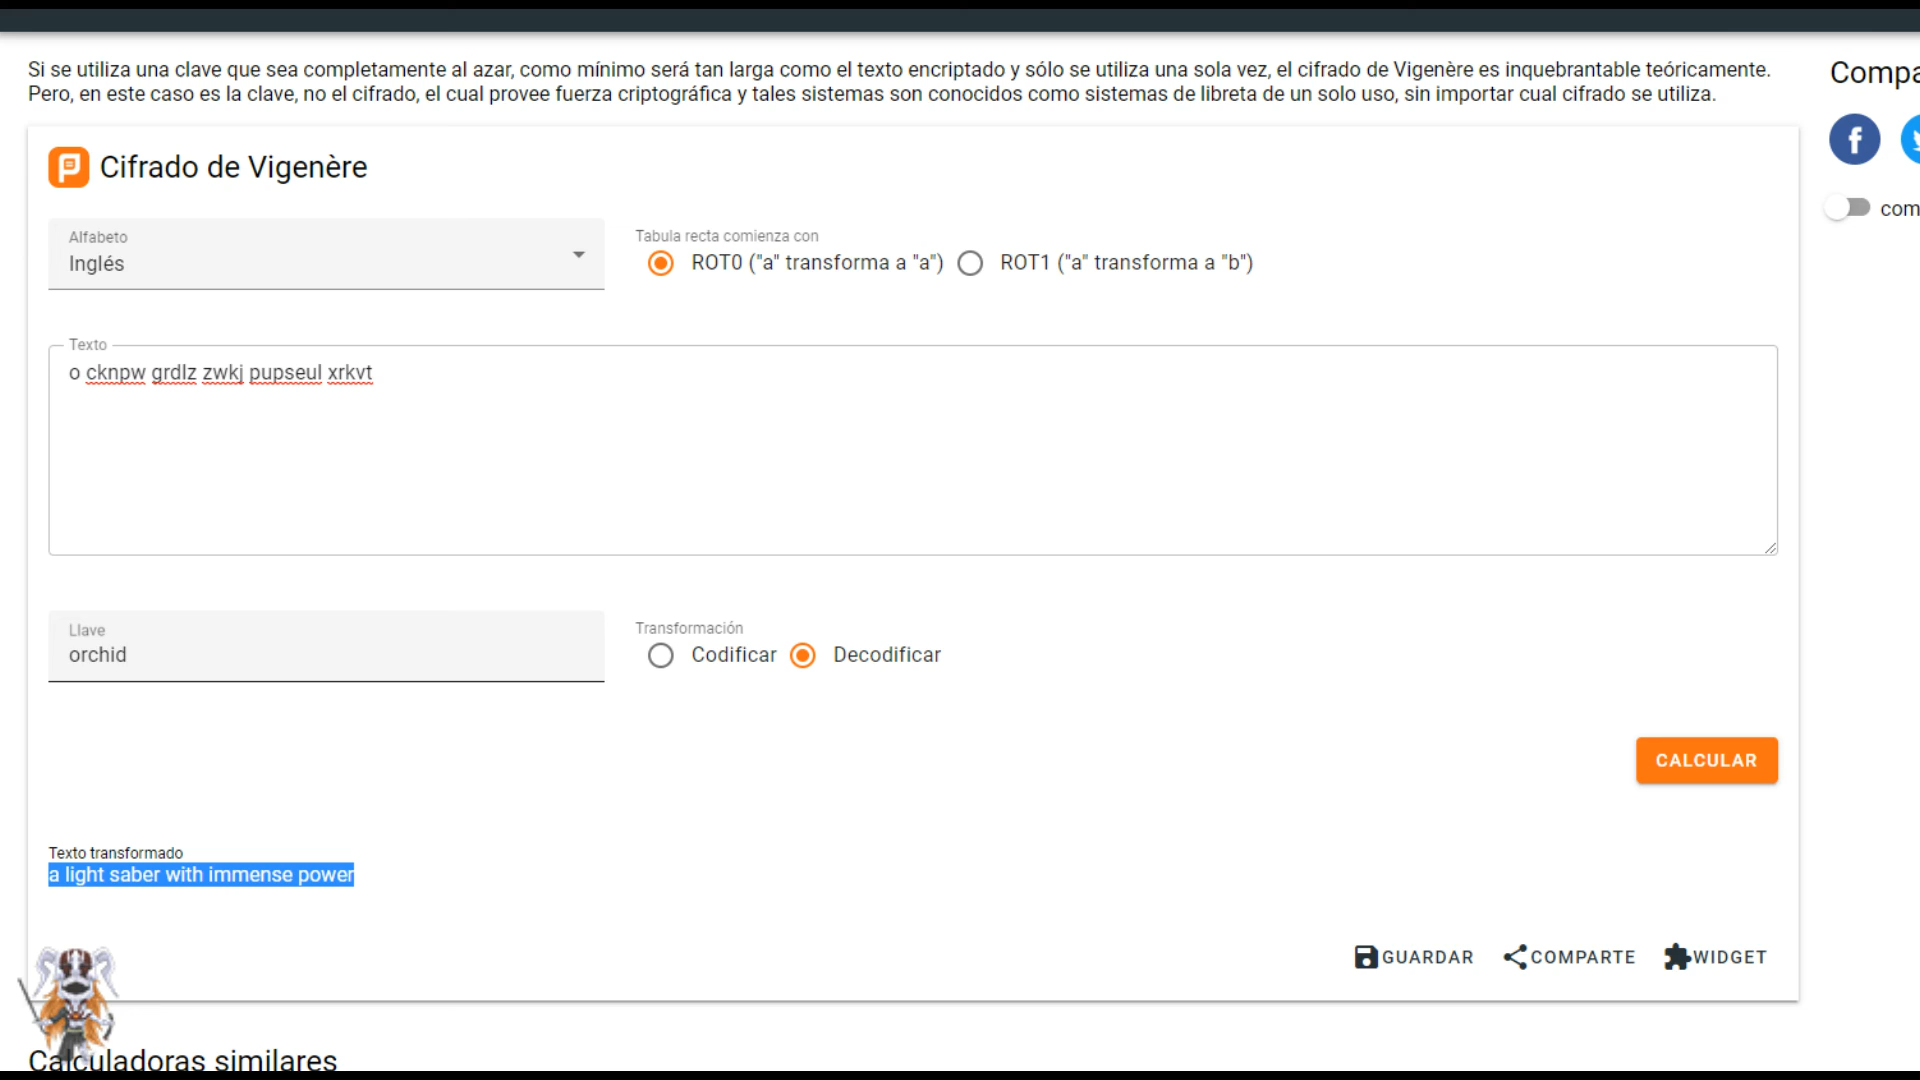 Si se utiliza una clave que sea completamente al azar, como mínimo será tan larga como el texto encriptado y sólo se utiliza una sola vez, el cifrado de Vigenère es inquebrantable teóricamente.
Pero, en este caso es la clave, no el cifrado, el cual provee fuerza criptográfica y tales sistemas son conocidos como sistemas de libreta de un solo uso, sin importar cual cifrado se utiliza.
Compa
Cifrado de Vigenère
com
Alfabeto
Inglés
Tabula recta comienza con
ROT0 ("a" transforma a "a")
ROT1 ("a" transforma a "b")
Texto
o cknpw grdlz zwkj pupseul xrkvt
Llave
orchid
Transformación
Codificar
Decodificar
CALCULAR
Texto transformado
a light saber with immense power
GUARDAR
COMPARTE
WIDGET
Calculadoras similares